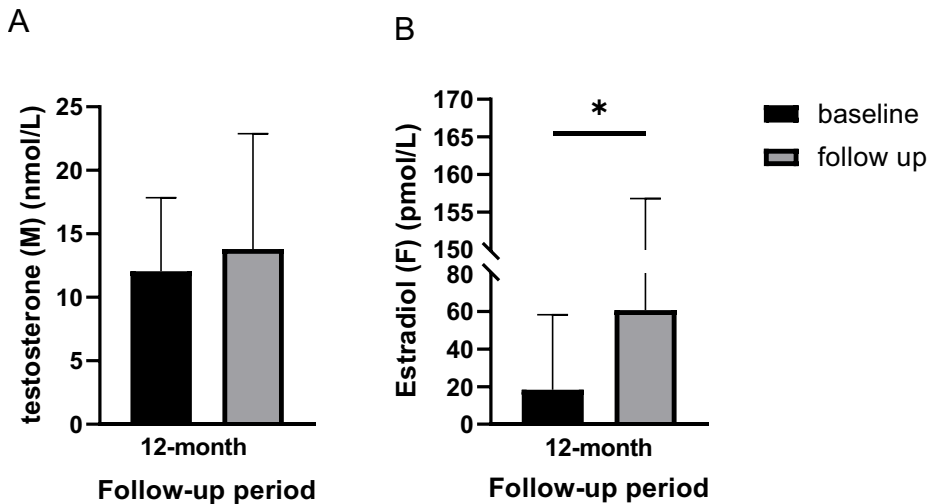 A
testosterone (M) (nmol/L)
25
20
15
10
5
0
12-month
Follow-up period
B
Estradiol (F) (pmol/L)
170
165
160
155
150
80
60
40
20
0
*
12-month
Follow-up period
baseline
follow up